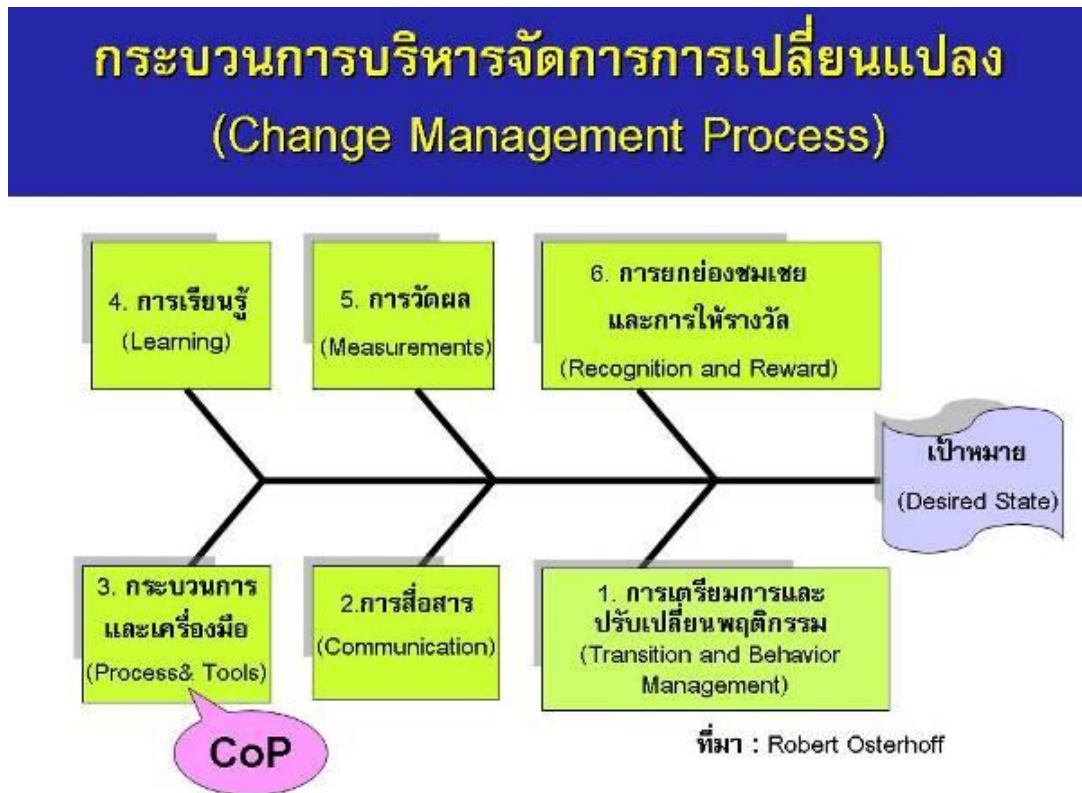 กระบวนการบริหารจัดการการเปลี่ยนแปลง
(Change Management Process)
4. การเรียนรู้
(Learning)
5. การวัดผล
(Measurements)
6. การยกย่องชมเชย
และการให้รางวัล
(Recognition and Reward)
เป้าหมาย
(Desired State)
3. กระบวนการ
และเครื่องมือ
(Process& Tools)
2.การสื่อสาร
(Communication)
1. การเตรียมการและ
ปรับเปลี่ยนพฤติกรรม
(Transition and Behavior
Management)
CoP
ที่มา : Robert Osterhoff